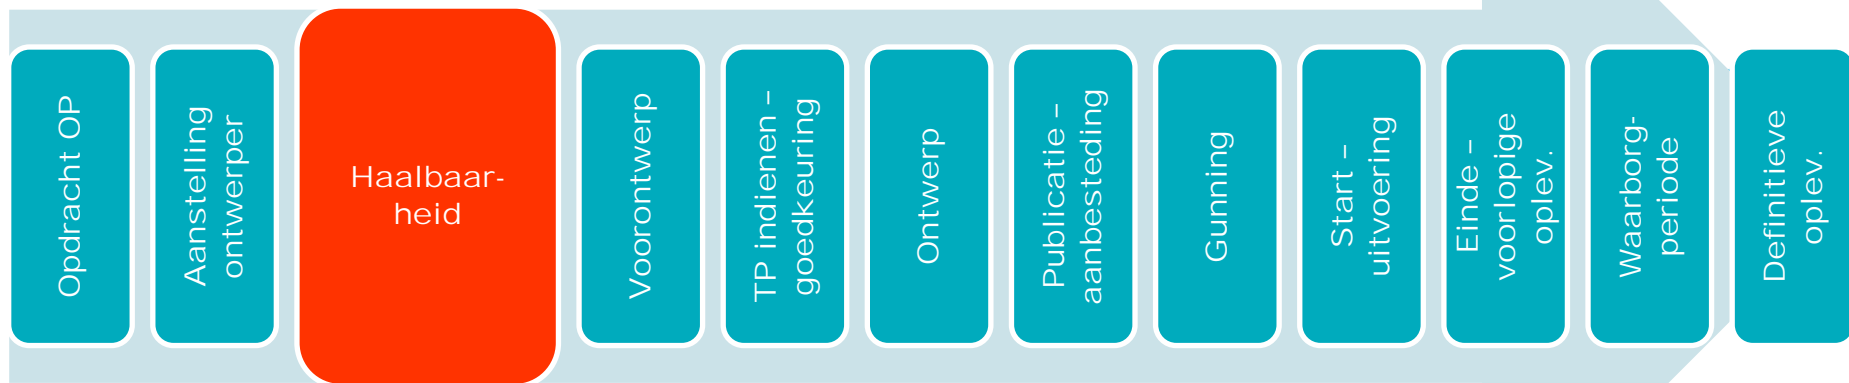 Opdracht OP
Aanstelling
ontwerper
Haalbaar-
heid
Voorontwerp
TP indienen –
goedkeuring
Ontwerp
Publicatie –
aanbesteding
Gunning
Start –
uitvoering
Einde –
voorlopige
oplev.
Waarborg-
periode
Definitieve
oplev.